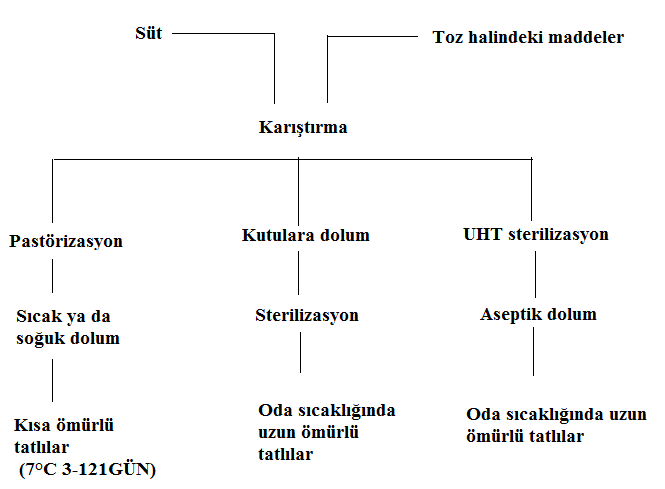 Süt
Toz halindeki maddeler
Karıştırma
Pastörizasyon
Kutulara dolum
UHT sterilizasyon
Sıcak ya da
soğuk dolum
Sterilizasyon
Aseptik dolum
Kısa ömürlü
tatlılar
(7°C 3-121GÜN)
Oda sıcaklığında
uzun ömürlü
tatlılar
Oda sıcaklığında uzun
ömürlü tatlılar